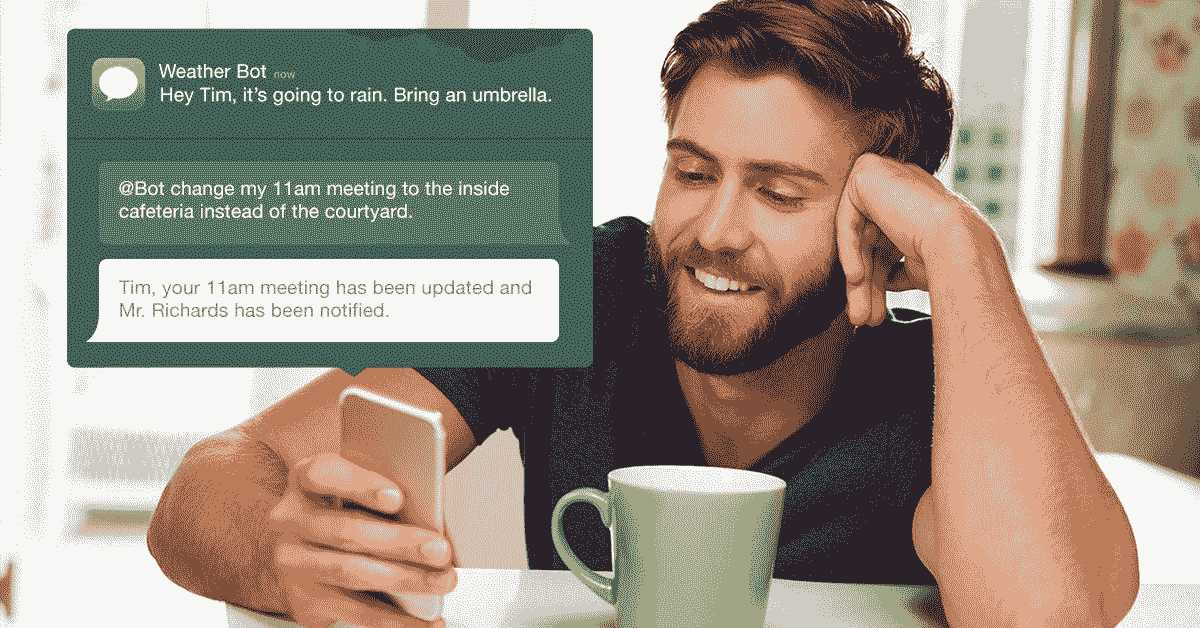 Weather Bot now
Hey Tim, it's going to rain. Bring an umbrella.
@Bot change my 11am meeting to the inside
cafeteria instead of the courtyard.
Tim, your 11am meeting has been updated and
Mr. Richards has been notified.